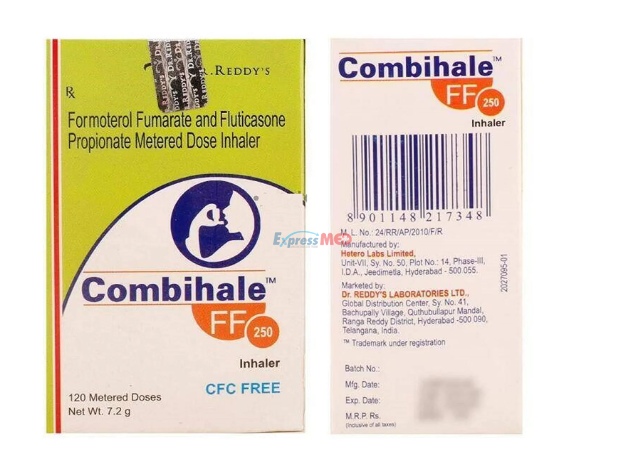 Dr. REDDY'S
REDDY'S
℞
Formoterol Fumarate and Fluticasone
Propionate Metered Dose Inhaler
ExpressMED
Combihale™
FF 250
Inhaler
CFC FREE
120 Metered Doses
Net Wt. 7.2 g
Combihale™
FF 250
Inhaler
8 901148 217348
M. L. No.: 24/RR/AP/2010/F/R
Manufactured by:
Hetero Labs Limited,
Unit-VII, Sy. No. 50, Plot No.: 14, Phase-III,
I.D.A., Jeedimetla, Hyderabad - 500 055.
Marketed by:
Dr. REDDY'S LABORATORIES LTD.,
Global Distribution Center, Sy. No. 41,
Bachupally Village, Quthubullapur Mandal,
Ranga Reddy District, Hyderabad -500 090,
Telangana, India.
™ Trademark under registration
2027095-01
Batch No.:
Mfg. Date:
Exp. Date:
M.R.P. Rs.
(Inclusive of all taxes)